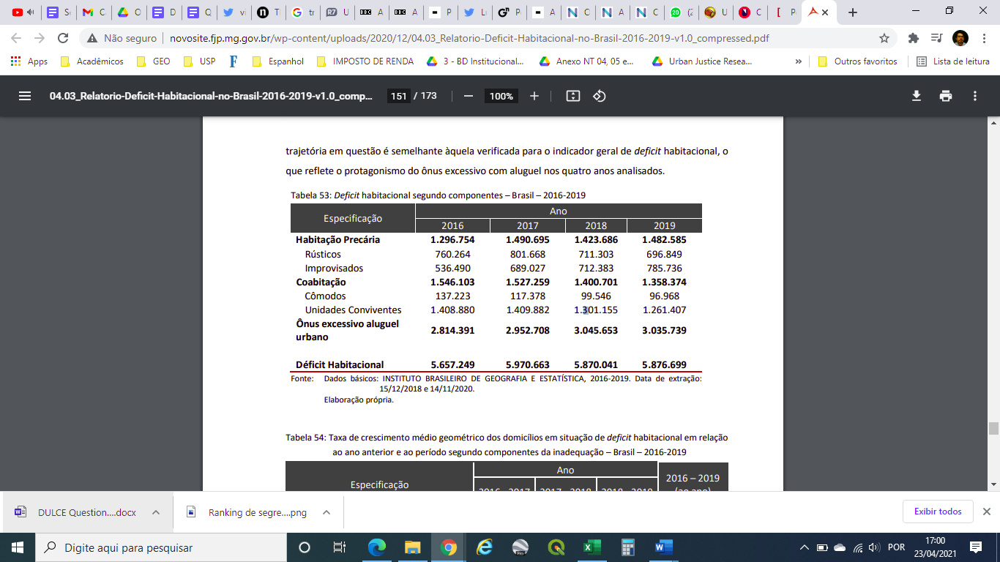 Não seguro | novosite.fjp.mg.gov.br/wp-content/uploads/2020/12/04.03_Relatorio-Deficit-Habitacional-no-Brasil-2016-2019-v1.0_compressed.pdf
Apps Acadêmicos GEO USP Espanhol IMPOSTO DE RENDA 3 - BD Institucional... Anexo NT 04, 05 e... Urban Justice Resea... » Outros favoritos Lista de leitura
04.03_Relatorio-Deficit-Habitacional-no-Brasil-2016-2019-v1.0_comp... 151 / 173 100%
trajetória em questão é semelhante àquela verificada para o indicador geral de deficit habitacional, o
que reflete o protagonismo do ônus excessivo com aluguel nos quatro anos analisados.
Tabela 53: Deficit habitacional segundo componentes – Brasil – 2016-2019
Especificação Ano
2016 2017 2018 2019
Habitação Precária 1.296.754 1.490.695 1.423.686 1.482.585
Rústicos 760.264 801.668 711.303 696.849
Improvisados 536.490 689.027 712.383 785.736
Coabitação 1.546.103 1.527.259 1.400.701 1.358.374
Cômodos 137.223 117.378 99.546 96.968
Unidades Conviventes 1.408.880 1.409.882 1.301.155 1.261.407
Ônus excessivo aluguel
urbano 2.814.391 2.952.708 3.045.653 3.035.739
Déficit Habitacional 5.657.249 5.970.663 5.870.041 5.876.699
Fonte: Dados básicos: INSTITUTO BRASILEIRO DE GEOGRAFIA E ESTATÍSTICA, 2016-2019. Data de extração:
15/12/2018 e 14/11/2020.
Elaboração própria.
Tabela 54: Taxa de crescimento médio geométrico dos domicílios em situação de deficit habitacional em relação
ao ano anterior e ao período segundo componentes da inadequação – Brasil – 2016-2019
Especificação Ano 2016 – 2019
2016 - 2017 2017 - 2018 2018 - 2019 (ao ano)
DULCE Question....docx Ranking de segre....png Exibir todos
Digite aqui para pesquisar POR 17:00
23/04/2021